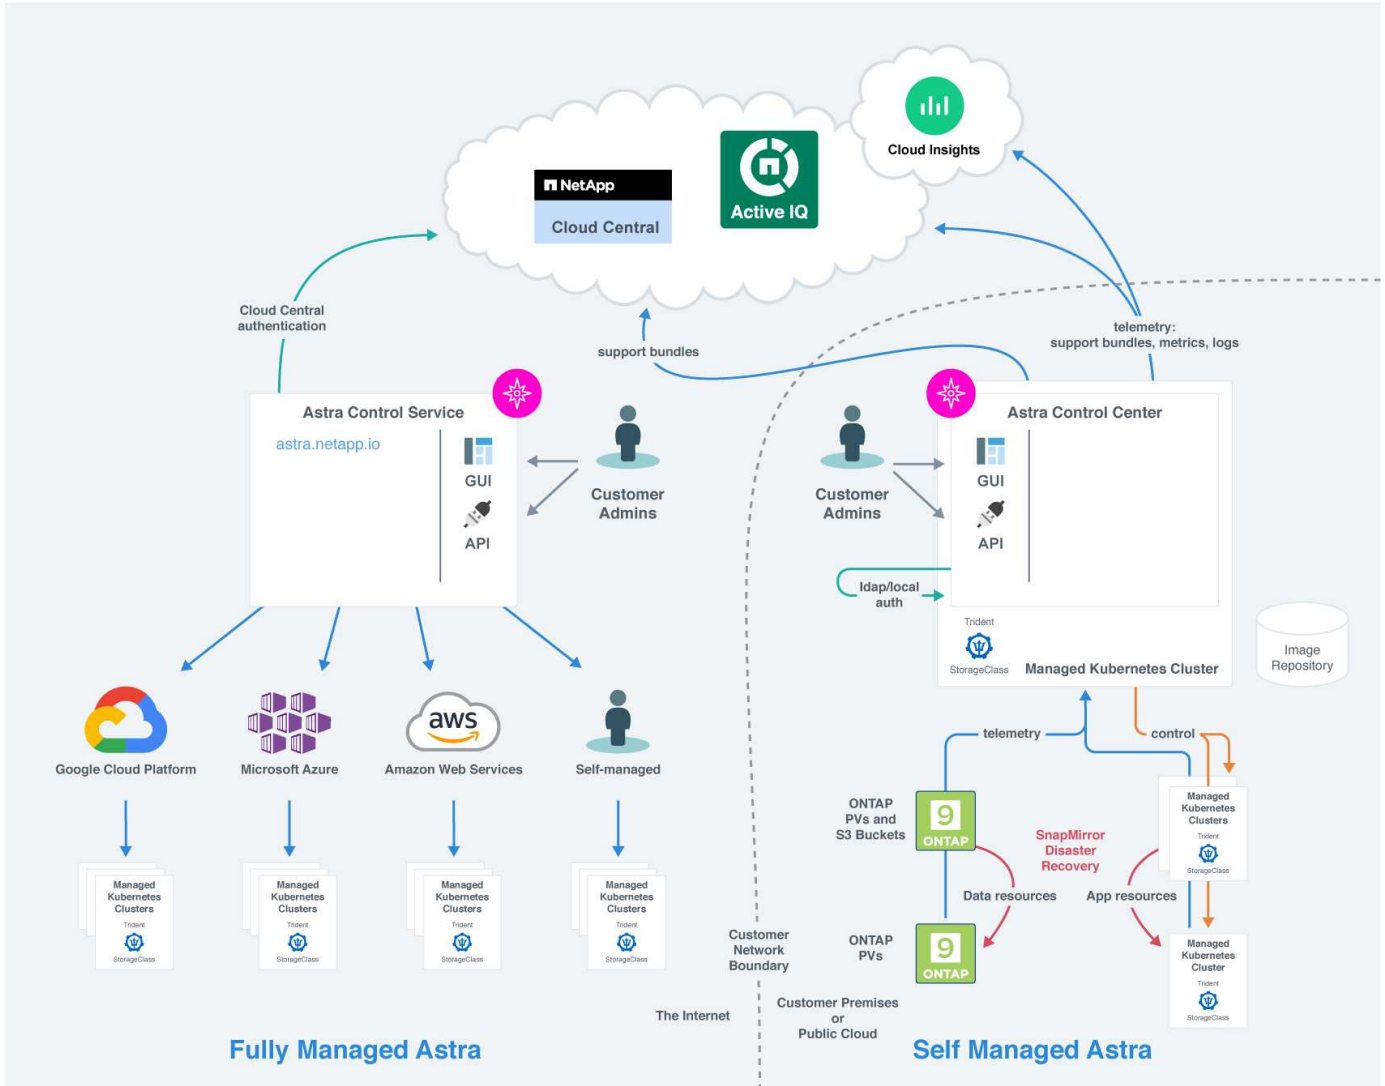 Cloud Insights
NetApp
Cloud Central
Active IQ
Cloud Central
authentication
support bundles
telemetry:
support bundles, metrics, logs
Astra Control Service
astra.netapp.io
GUI
API
Customer
Admins
Customer
Admins
Astra Control Center
GUI
API
ldap/local
auth
Trident
StorageClass
Managed Kubernetes Cluster
Image
Repository
Google Cloud Platform
Microsoft Azure
aws
Amazon Web Services
Self-managed
Managed
Kubernetes
Clusters
Trident
StorageClass
Managed
Kubernetes
Clusters
Trident
StorageClass
Managed
Kubernetes
Clusters
Trident
StorageClass
Managed
Kubernetes
Clusters
Trident
StorageClass
telemetry
control
ONTAP
PVs and
S3 Buckets
9
ONTAP
SnapMirror
Disaster
Recovery
Managed
Kubernetes
Clusters
Trident
StorageClass
Data resources
App resources
ONTAP
PVs
9
ONTAP
Managed
Kubernetes
Cluster
Trident
StorageClass
Customer
Network
Boundary
The Internet
Customer Premises
or
Public Cloud
Fully Managed Astra
Self Managed Astra